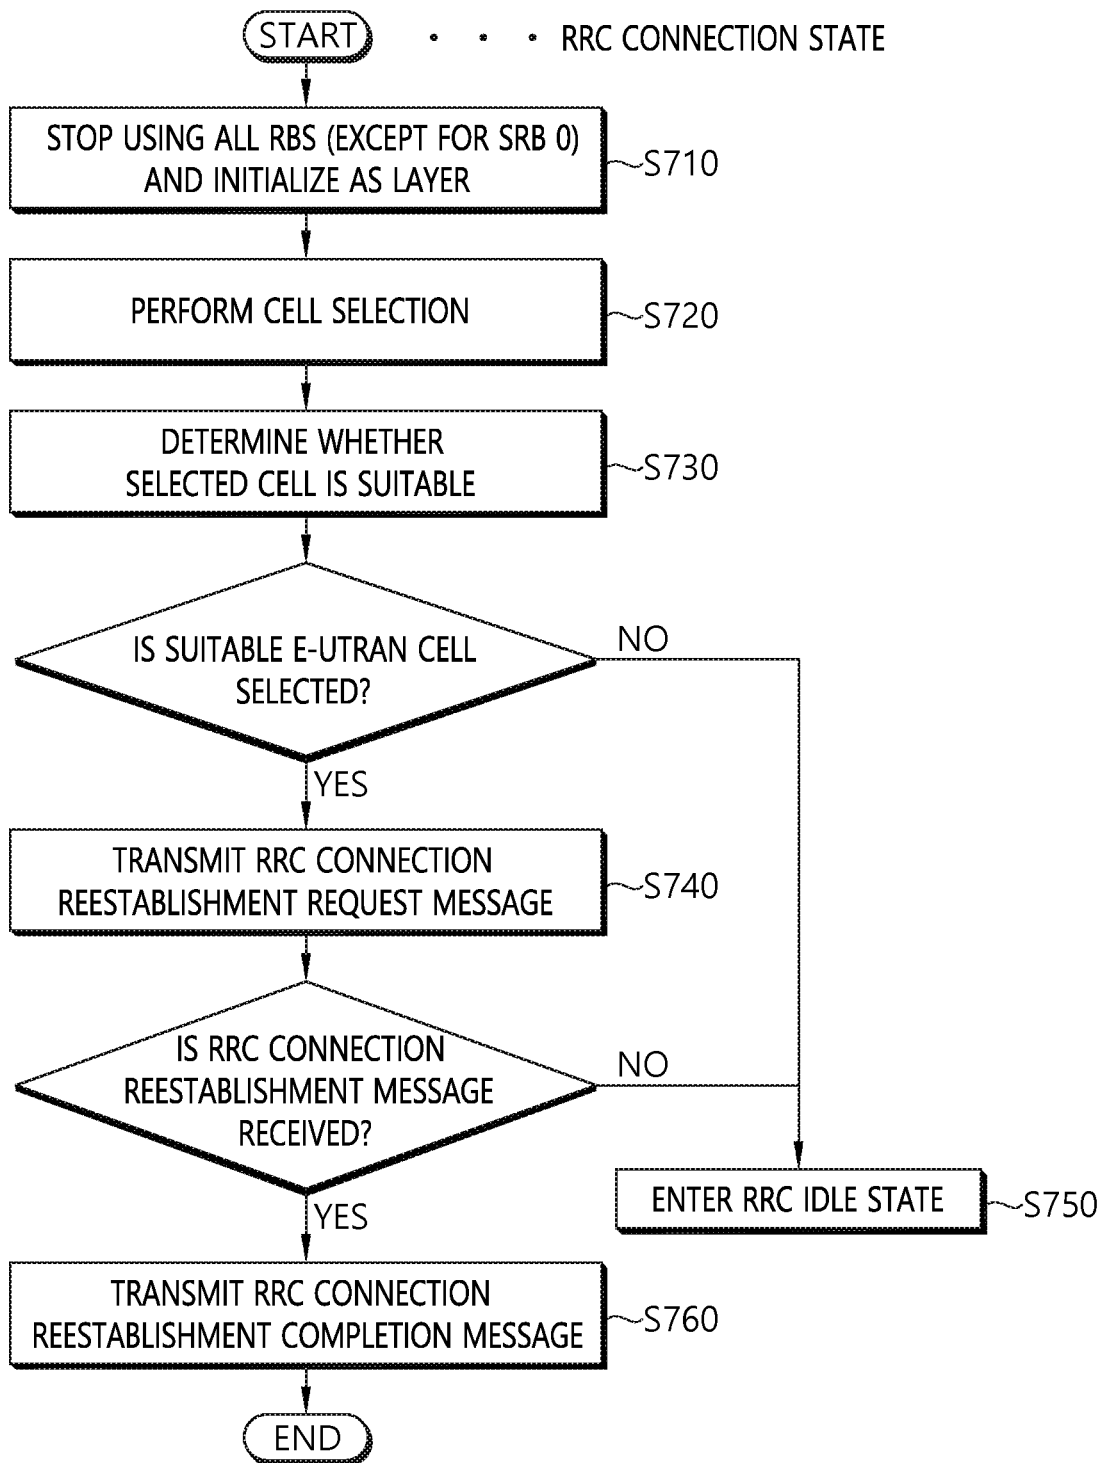 START
RRC CONNECTION STATE
STOP USING ALL RBS (EXCEPT FOR SRB 0)
AND INITIALIZE AS LAYER
S710
PERFORM CELL SELECTION
S720
DETERMINE WHETHER
SELECTED CELL IS SUITABLE
S730
IS SUITABLE E-UTRAN CELL
SELECTED?
NO
YES
TRANSMIT RRC CONNECTION
REESTABLISHMENT REQUEST MESSAGE
S740
IS RRC CONNECTION
REESTABLISHMENT MESSAGE
RECEIVED?
NO
YES
ENTER RRC IDLE STATE
S750
TRANSMIT RRC CONNECTION
REESTABLISHMENT COMPLETION MESSAGE
S760
END